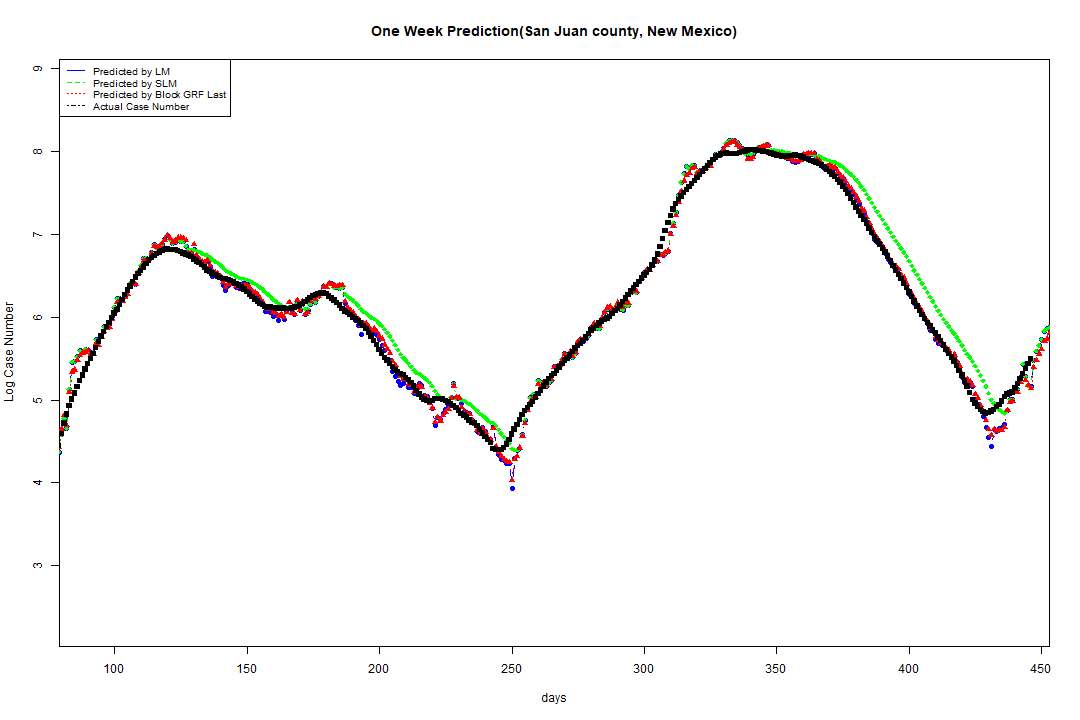 One Week Prediction(San Juan county, New Mexico)
Predicted by LM
Predicted by SLM
Predicted by Block GRF Last
Actual Case Number
9
8
7
6
5
4
3
Log Case Number
100 150 200 250 300 350 400 450
days